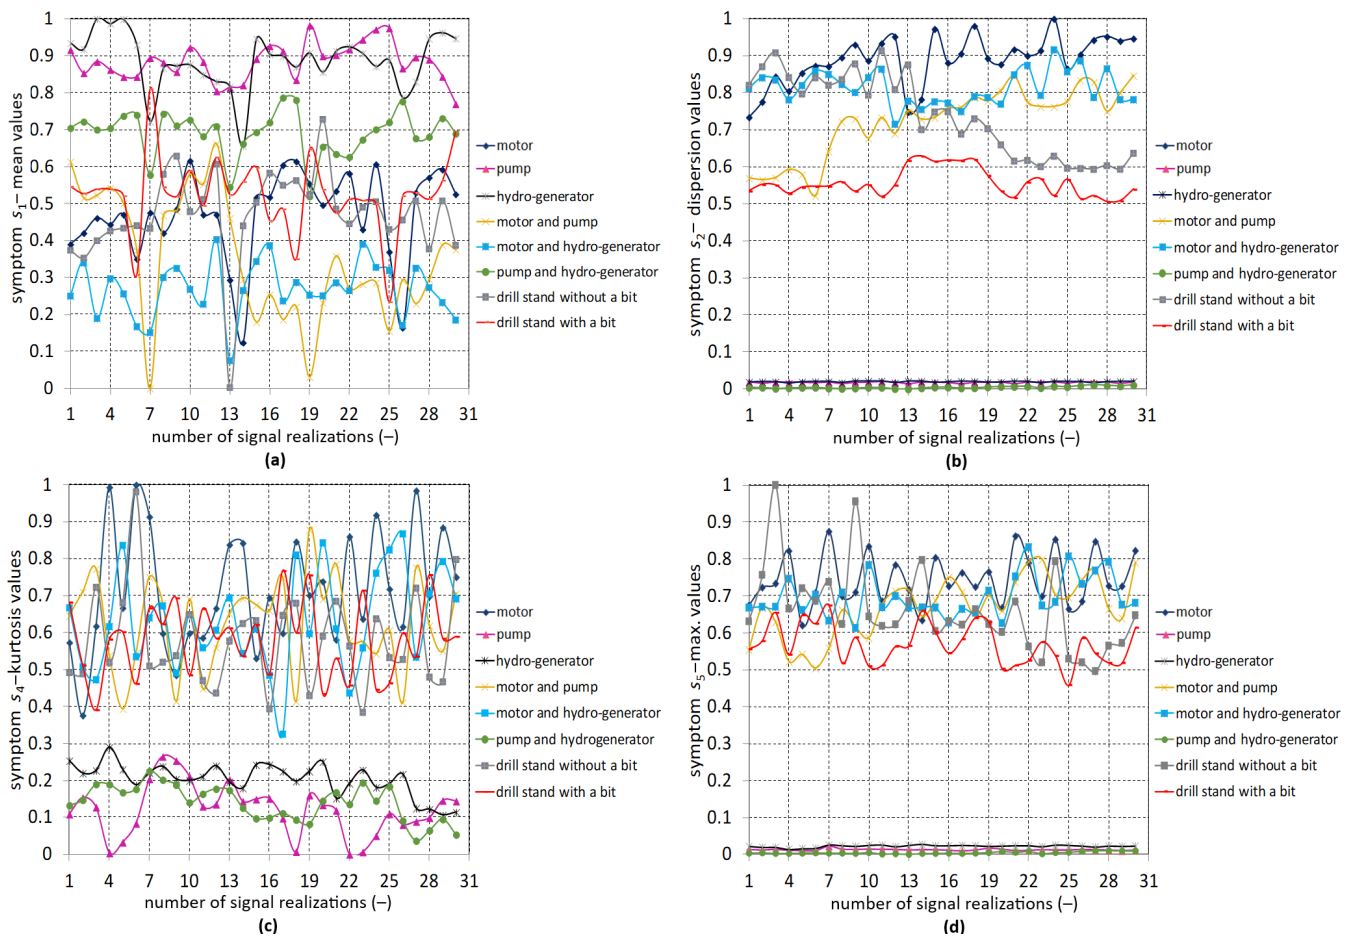 symptom s1– mean values
1
0.9
0.8
0.7
0.6
0.5
0.4
0.3
0.2
0.1
0
1 4 7 10 13 16 19 22 25 28 31
number of signal realizations (–)
(a)
motor
pump
hydro-generator
motor and pump
motor and hydro-generator
pump and hydro-generator
drill stand without a bit
drill stand with a bit
symptom s2– dispersion values
1
0.9
0.8
0.7
0.6
0.5
0.4
0.3
0.2
0.1
0
1 4 7 10 13 16 19 22 25 28 31
number of signal realizations (–)
(b)
motor
pump
hydro-generator
motor and pump
motor and hydro-generator
pump and hydro-generator
drill stand without a bit
drill stand with a bit
symptom s4–kurtosis values
1
0.9
0.8
0.7
0.6
0.5
0.4
0.3
0.2
0.1
0
1 4 7 10 13 16 19 22 25 28 31
number of signal realizations (–)
(c)
motor
pump
hydro-generator
motor and pump
motor and hydro-generator
pump and hydrogenerator
drill stand without a bit
drill stand with a bit
symptom s5–max. values
1
0.9
0.8
0.7
0.6
0.5
0.4
0.3
0.2
0.1
0
1 4 7 10 13 16 19 22 25 28 31
number of signal realizations (–)
(d)
motor
pump
hydro-generator
motor and pump
motor and hydro-generator
pump and hydro-generator
drill stand without a bit
drill stand with a bit